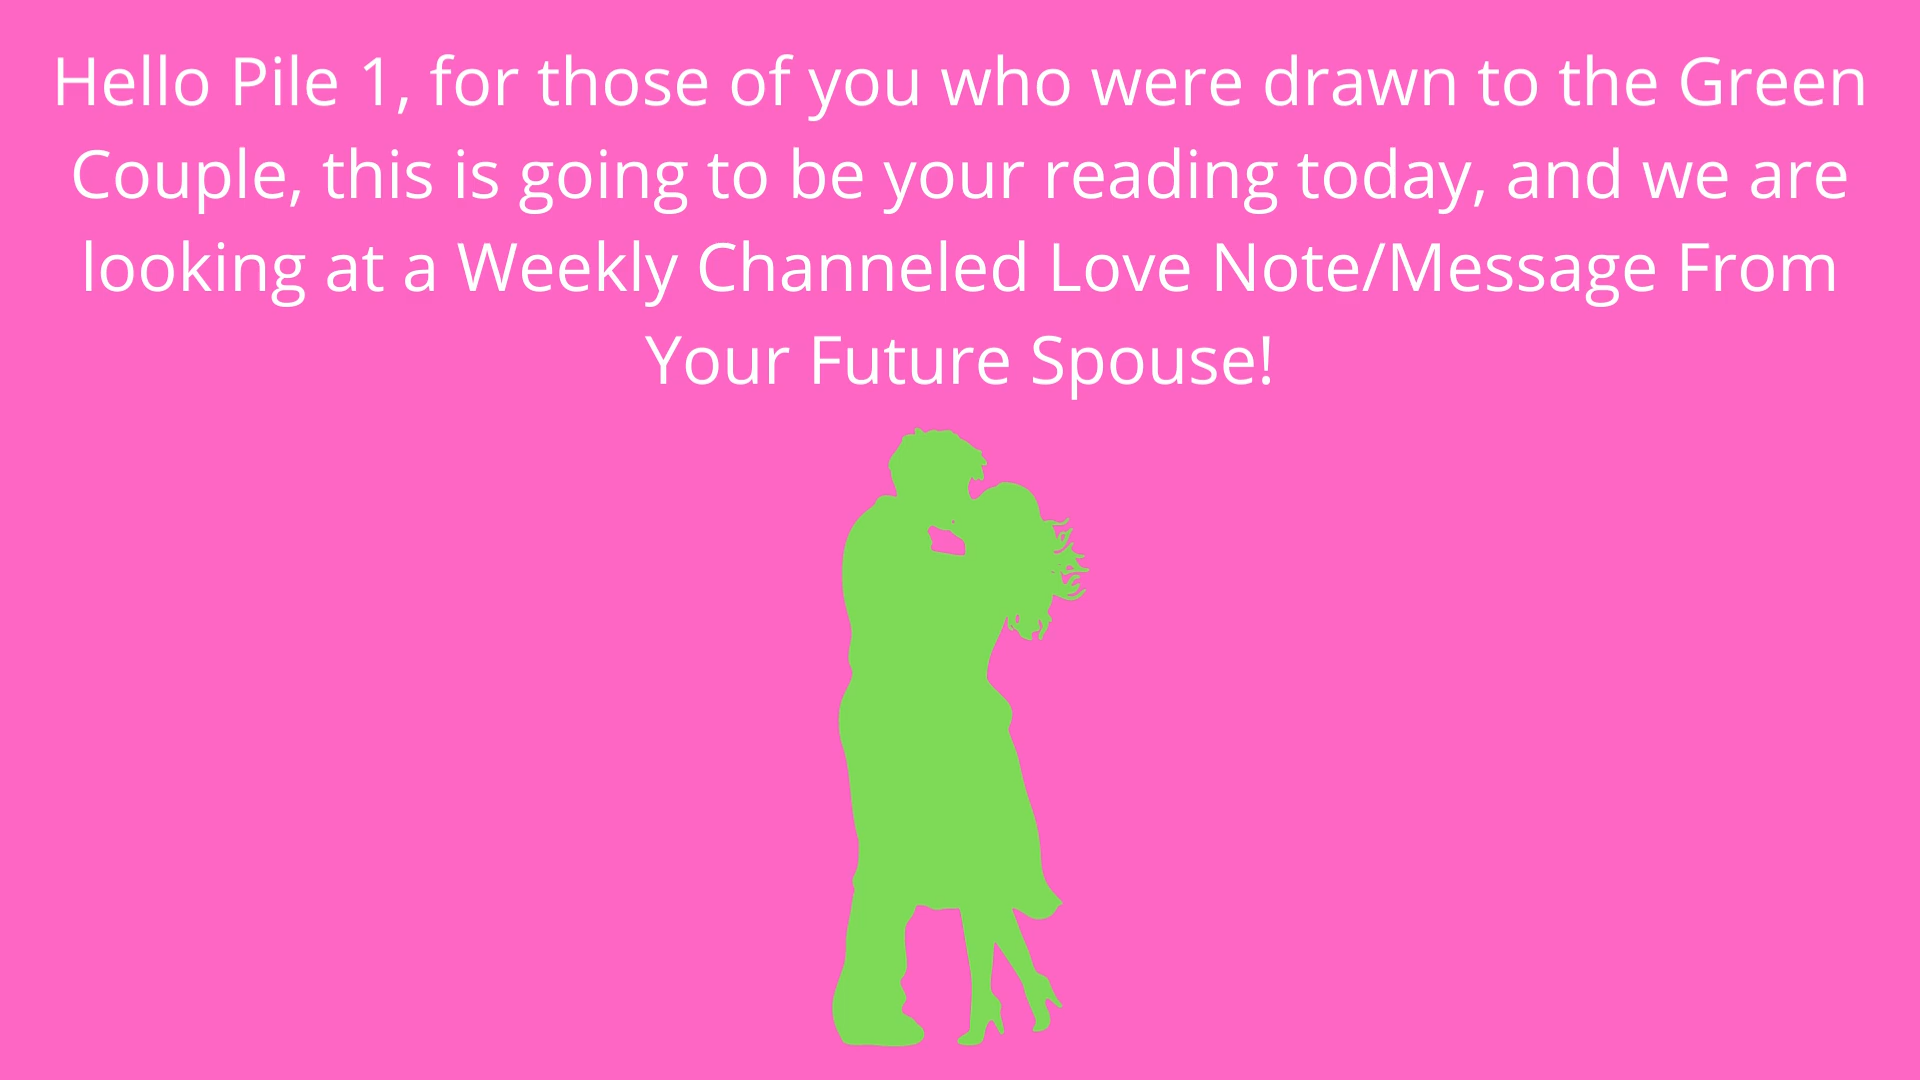 Hello Pile 1, for those of you who were drawn to the Green
Couple, this is going to be your reading today, and we are
looking at a Weekly Channeled Love Note/Message From
Your Future Spouse!